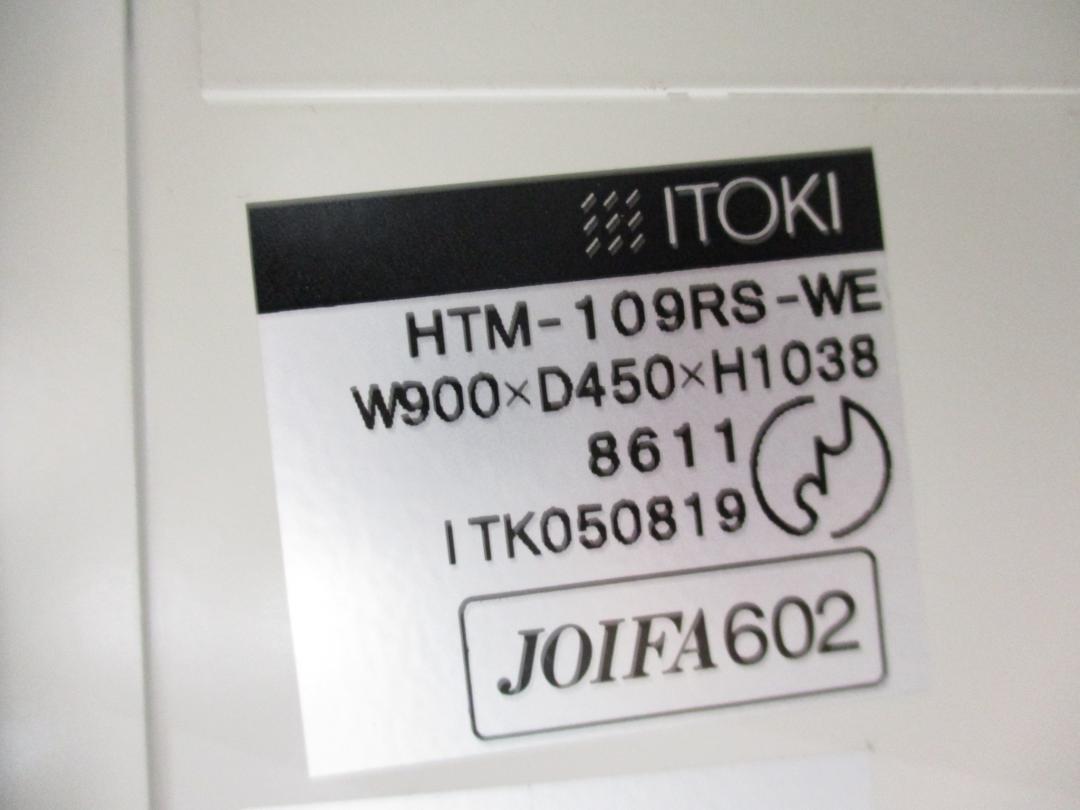 ITOKI
HTM-109RS-WE
W900×D450×H1038
8611
ITK050819
JOIFA602